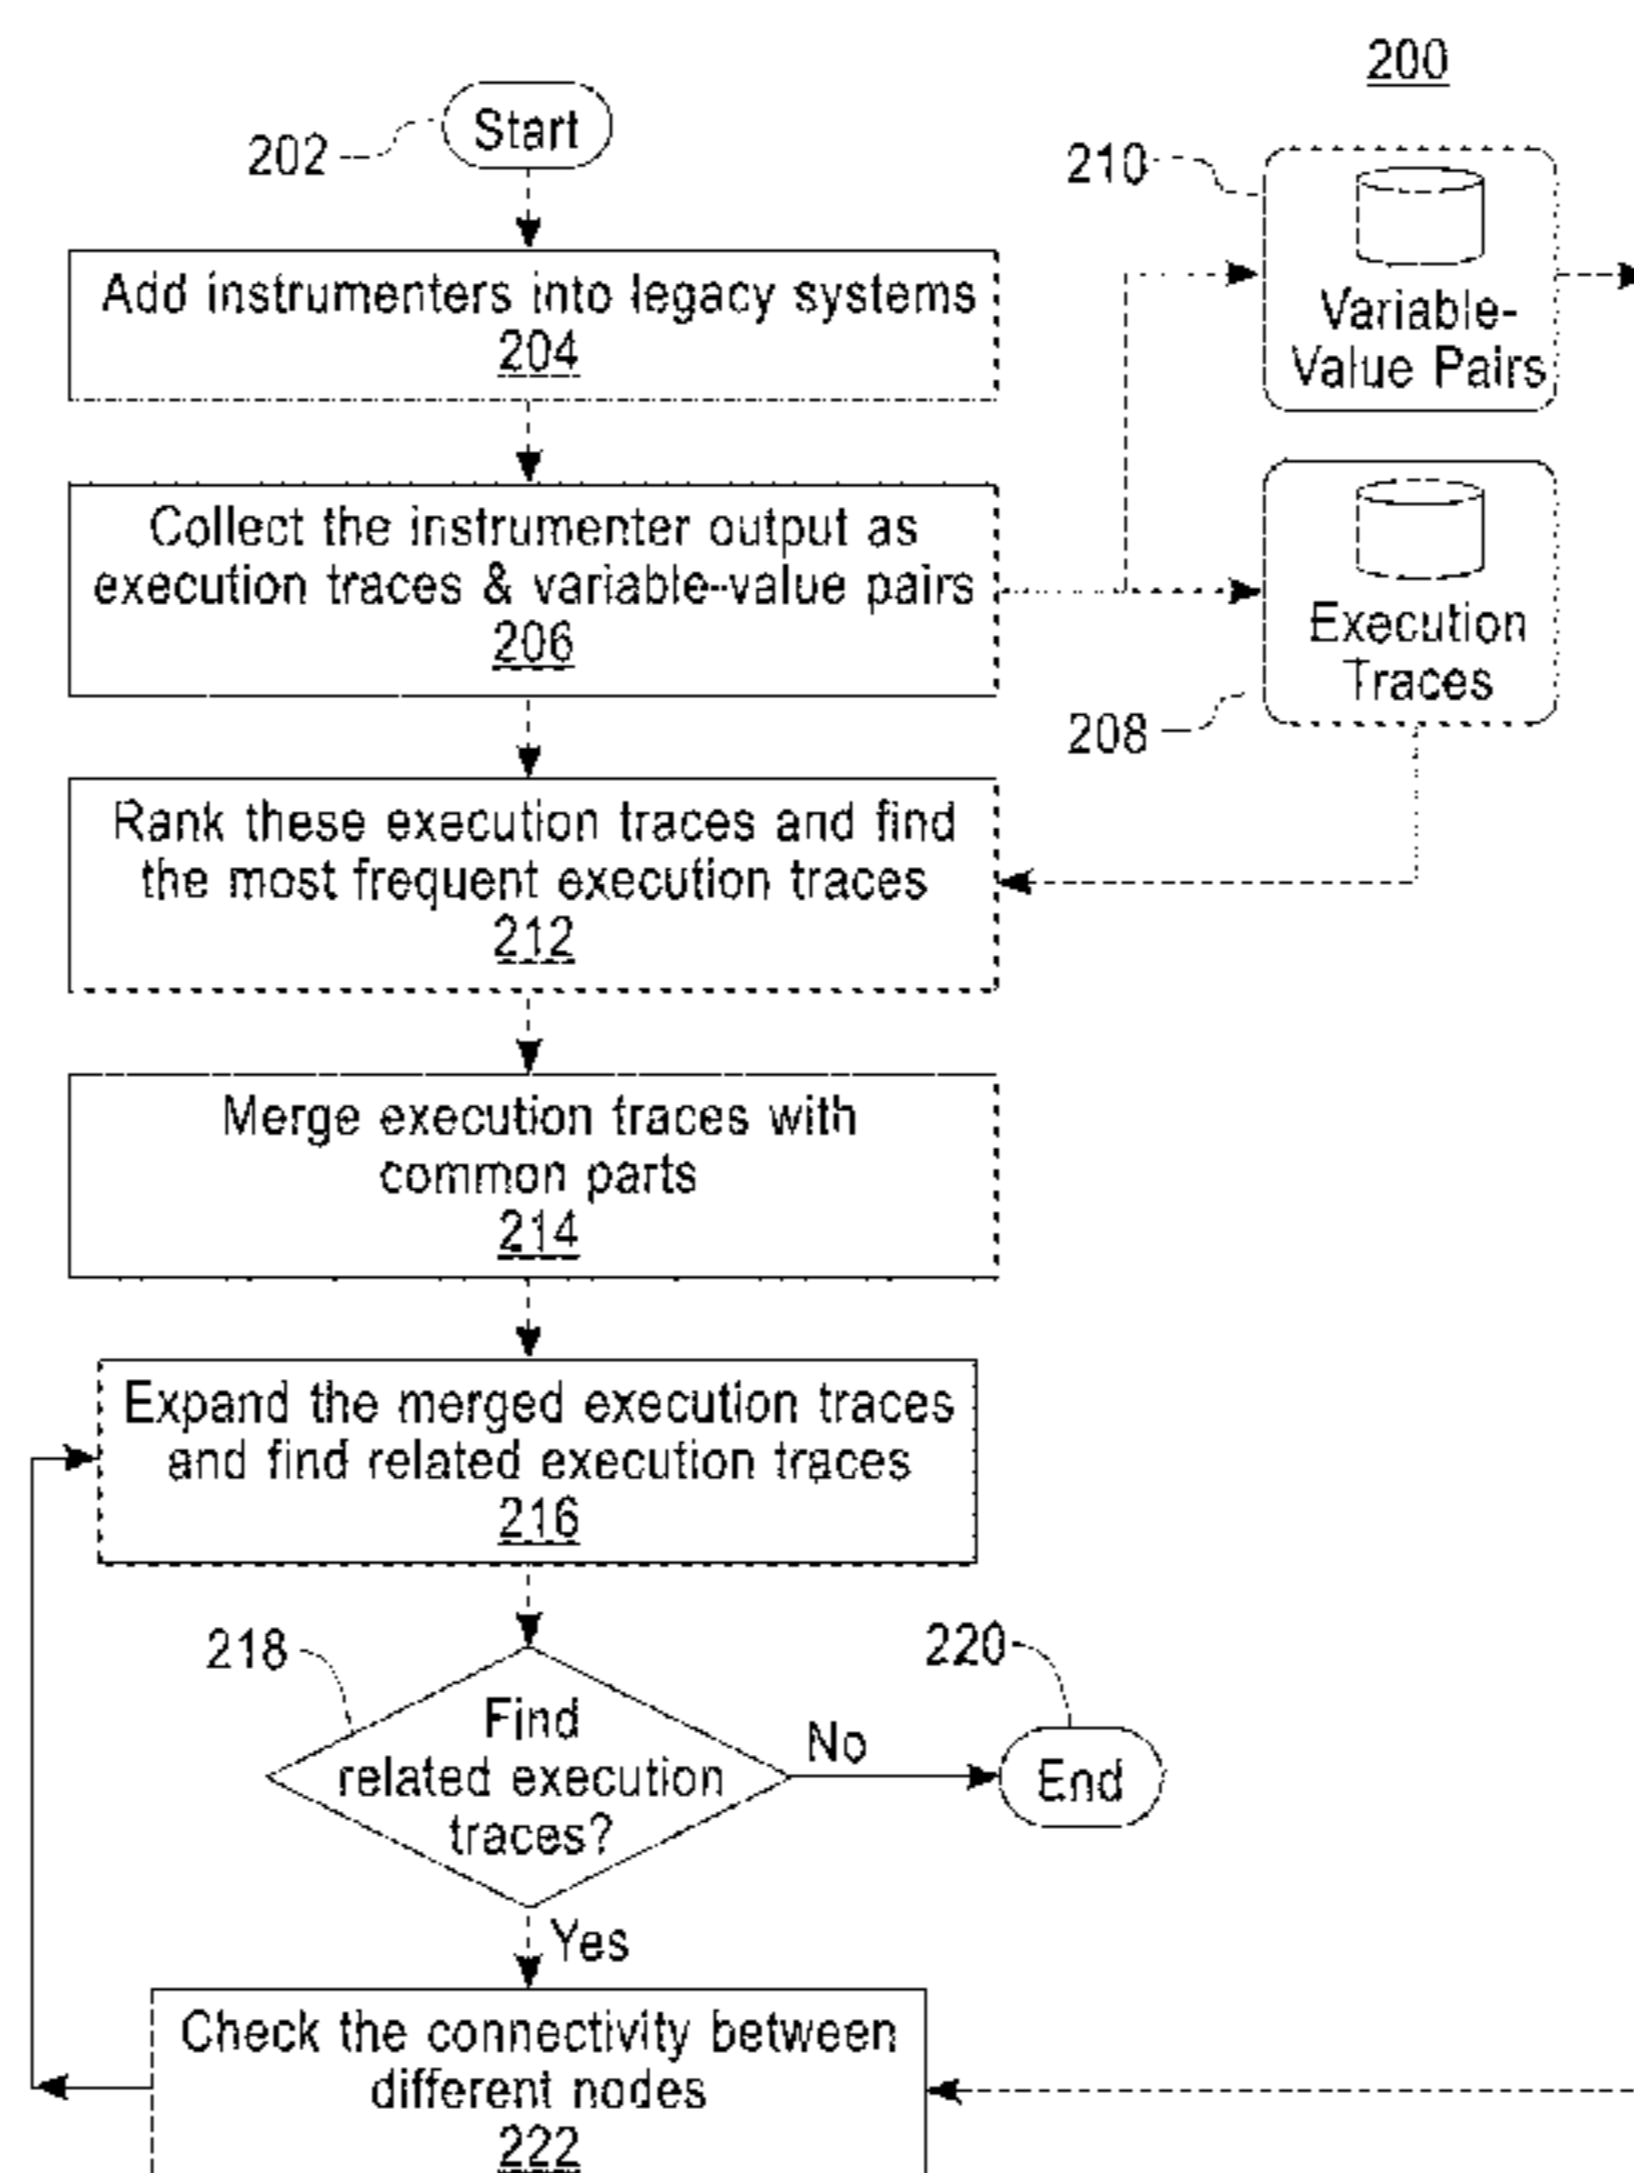 200
202
Start
210
Variable-
Value Pairs
Add instrumenters into legacy systems
204
Collect the instrumenter output as
execution traces & variable-value pairs
206
Execution
Traces
208
Rank these execution traces and find
the most frequent execution traces
212
Merge execution traces with
common parts
214
Expand the merged execution traces
and find related execution traces
216
218
Find
related execution
traces?
No
220
End
Yes
Check the connectivity between
different nodes
222